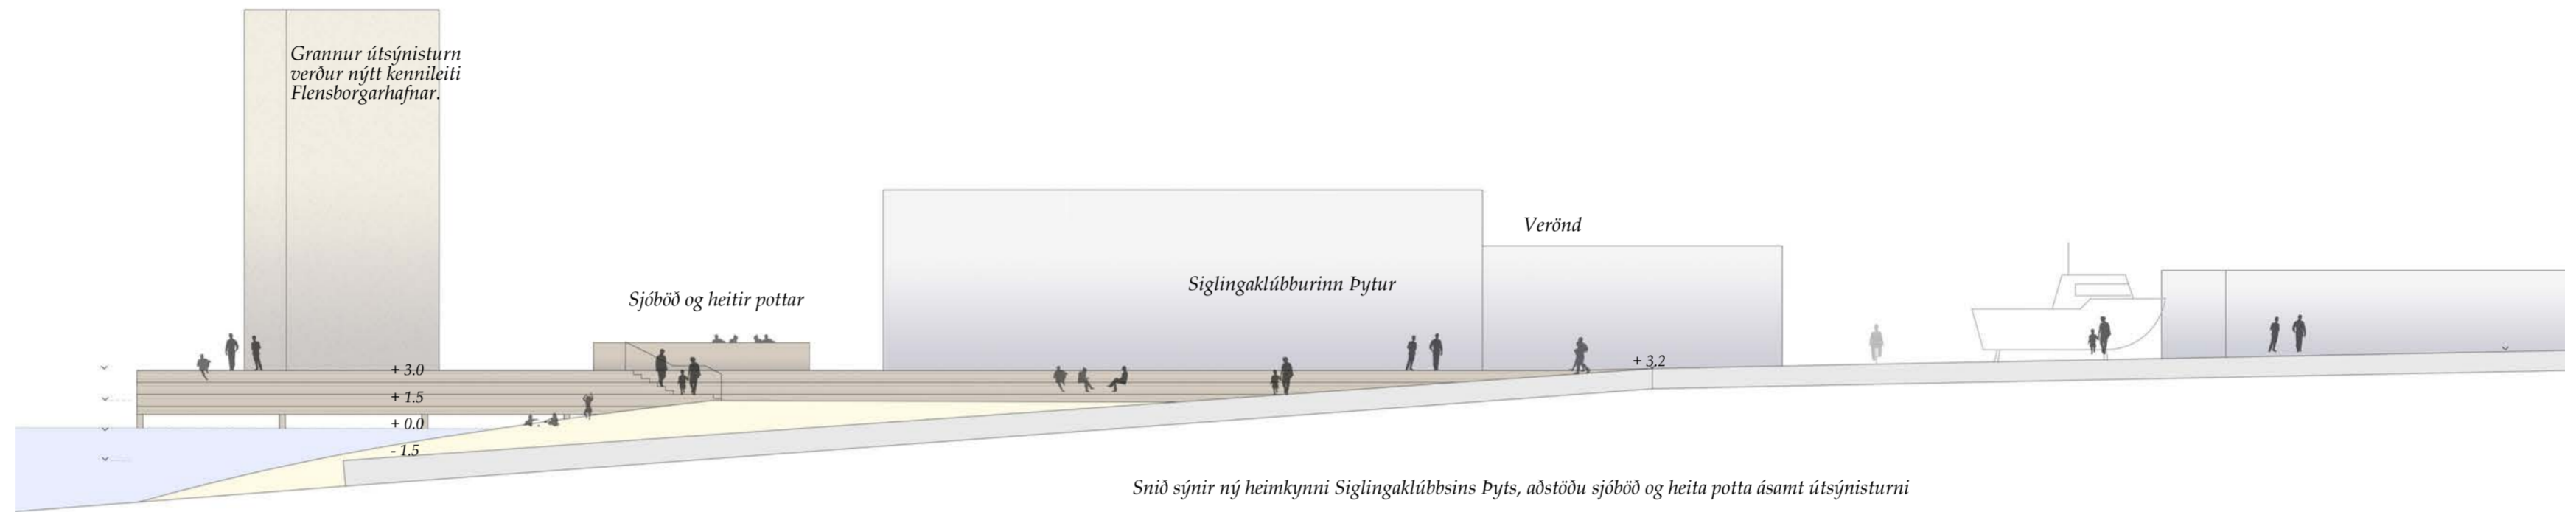 Grannur útsýnisturn
verður nýtt kennileiti
Flensborgarhafnar.
Sjóböð og heitir pottar
Siglingaklúbburinn Þytur
Verönd
+ 3.0
+ 1.5
+ 0.0
- 1.5
+ 3.2
Snið sýnir ný heimkynni Siglingaklúbbsins Þyts, aðstöðu sjóböð og heita potta ásamt útsýnisturni